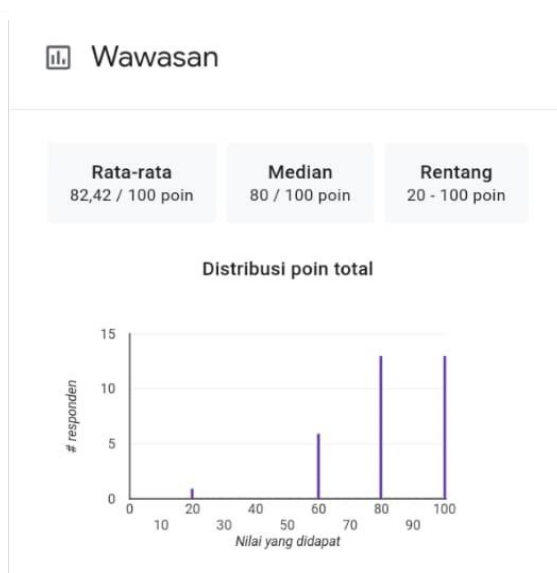 Wawasan
Rata-rata
82,42 / 100 poin
Median
80 / 100 poin
Rentang
20 - 100 poin
Distribusi poin total
15
10
5
0
# responden
0 20 40 60 80 100
10 30 50 70 90
Nilai yang didapat